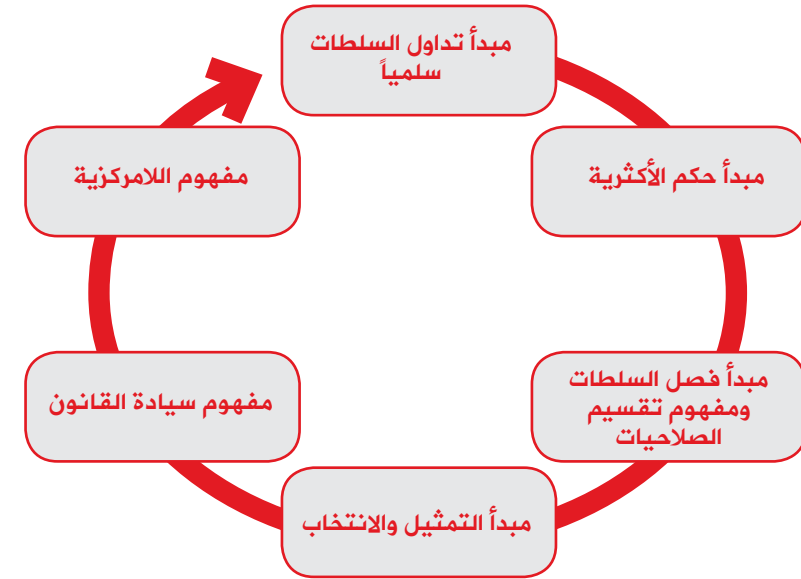 مبدأ تداول السلطات
سلمياً
مبدأ حكم الأكثرية
مبدأ فصل السلطات
ومفهوم تقسيم
الصلاحيات
مبدأ التمثيل والانتخاب
مفهوم سيادة القانون
مفهوم اللامركزية